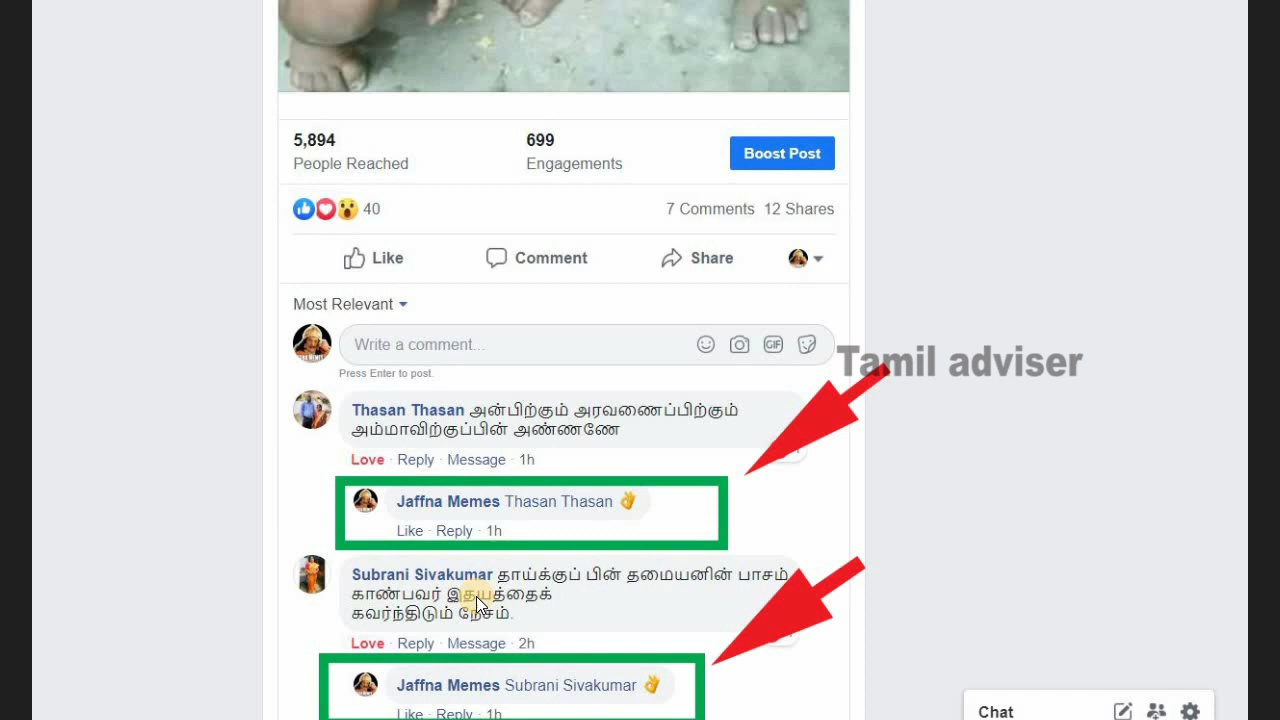 5,894
699
People Reached
Engagements
Boost Post
40
7 Comments 12 Shares
Like
Comment
Share
Most Relevant
Write a comment...
GIF
Press Enter to post.
Tamil adviser
Thasan Thasan அன்பிற்கும் அரவணைப்பிற்கும்
அம்மாவிற்குப்பின் அண்ணனே
Love · Reply · Message · 1h
Jaffna Memes Thasan Thasan 👌
Like · Reply · 1h
Subrani Sivakumar தாய்க்குப் பின் தமையனின் பாசம்
காண்பவர் இதயத்தைக்
கவர்ந்திடும் நேசம்.
Love · Reply · Message · 2h
Jaffna Memes Subrani Sivakumar 👌
Like · Reply · 1h
Chat